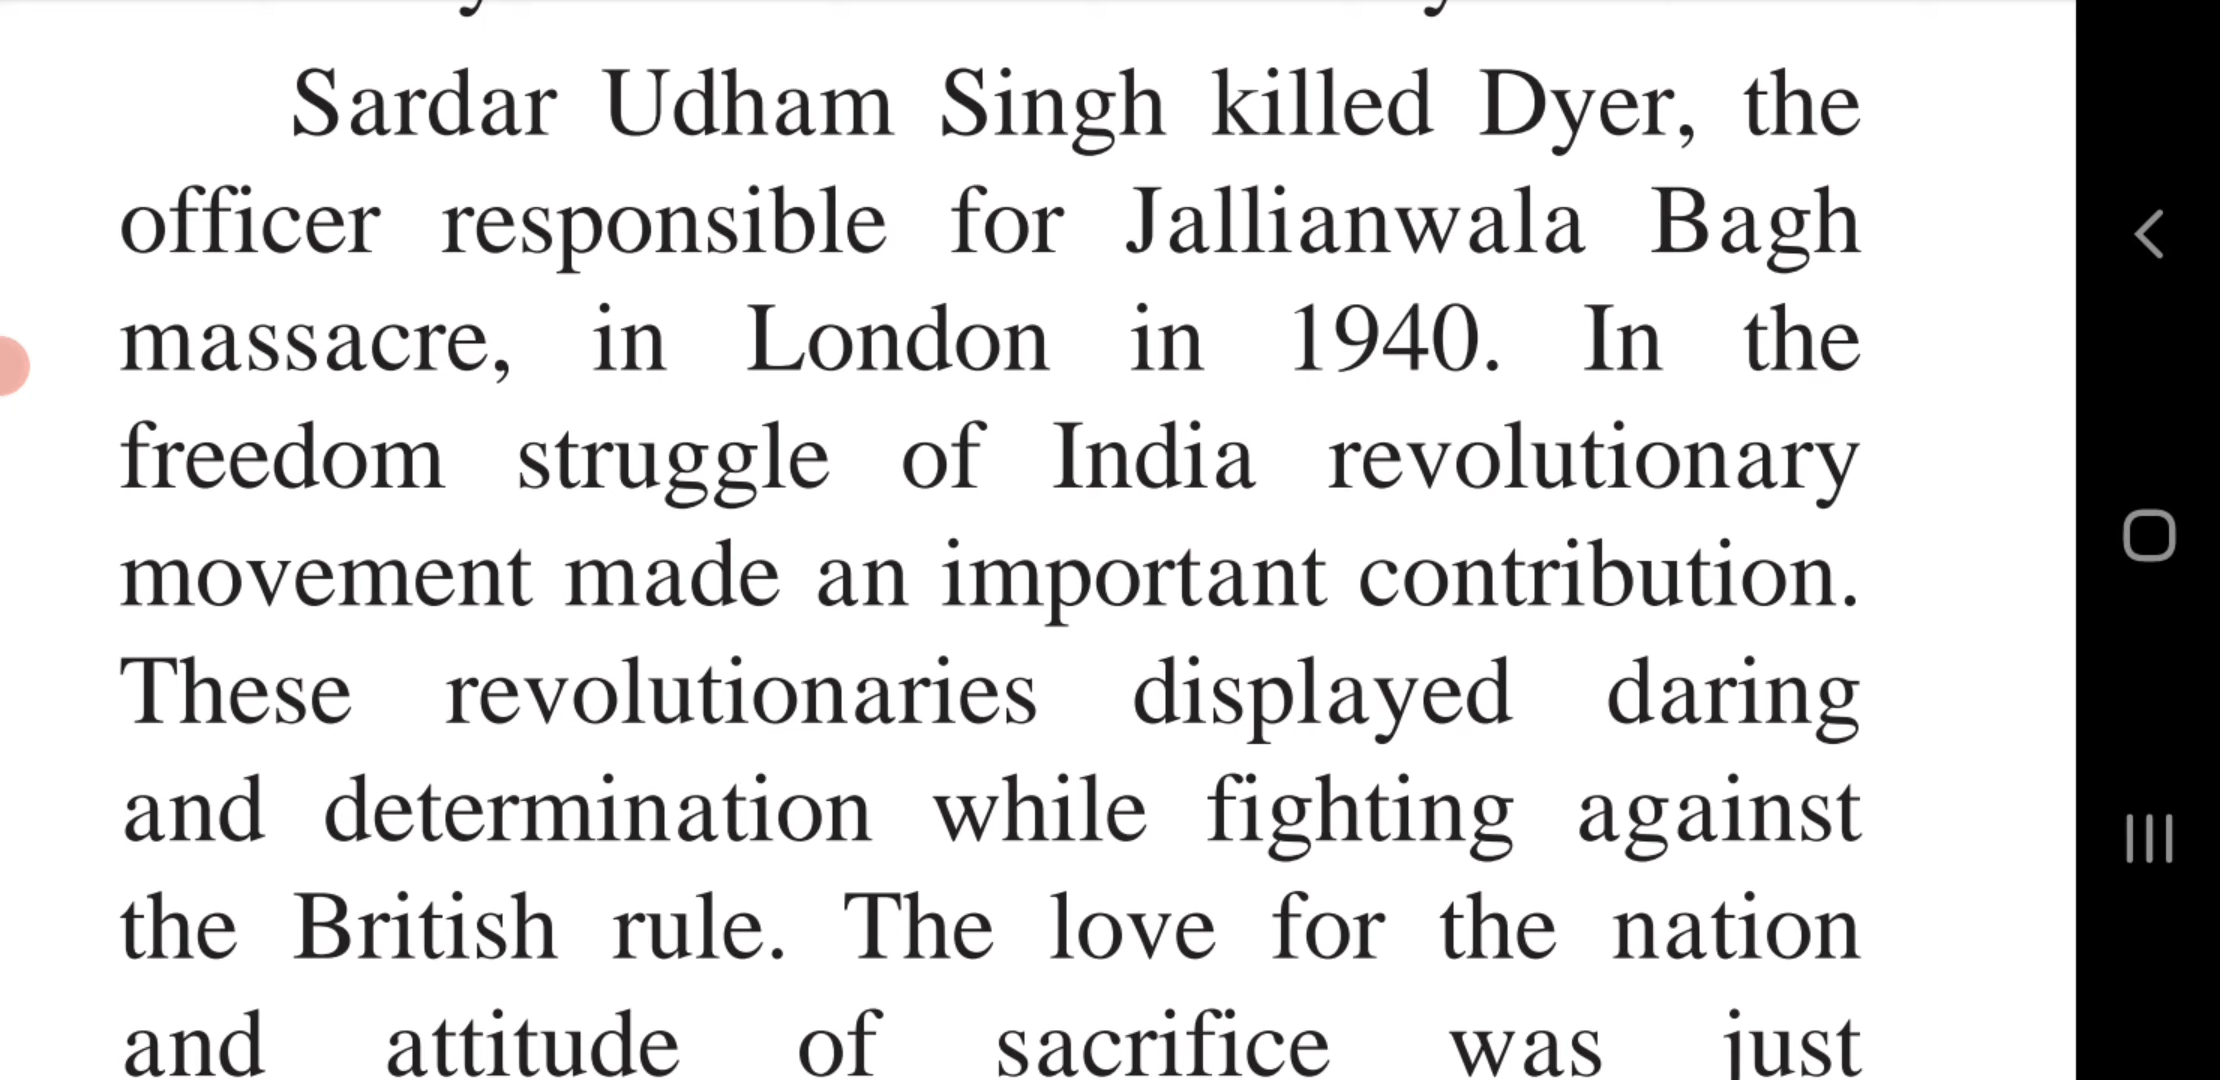 Sardar Udham Singh killed Dyer, the
officer responsible for Jallianwala Bagh
massacre, in London in 1940. In the
freedom struggle of India revolutionary
movement made an important contribution.
These revolutionaries displayed daring
and determination while fighting against
the British rule. The love for the nation
and attitude of sacrifice was just